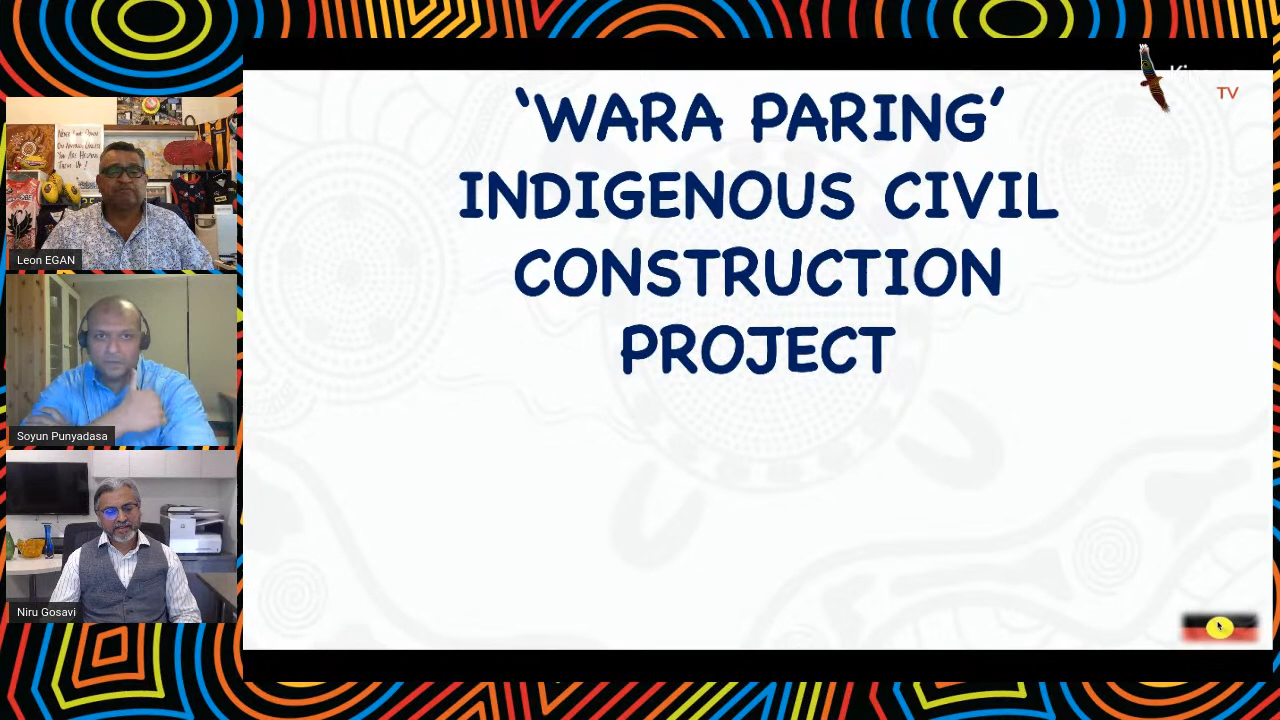 ‘WARA PARING’
INDIGENOUS CIVIL
CONSTRUCTION
PROJECT
TV
Leon EGAN
Soyun Punyadasa
Niru Gosavi